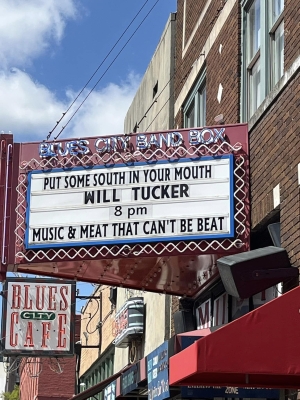 BLUES CITY BAND BOX
PUT SOME SOUTH IN YOUR MOUTH
WILL TUCKER
8 pm
MUSIC & MEAT THAT CAN'T BE BEAT
BLUES
CITY
CAFE
ZONE